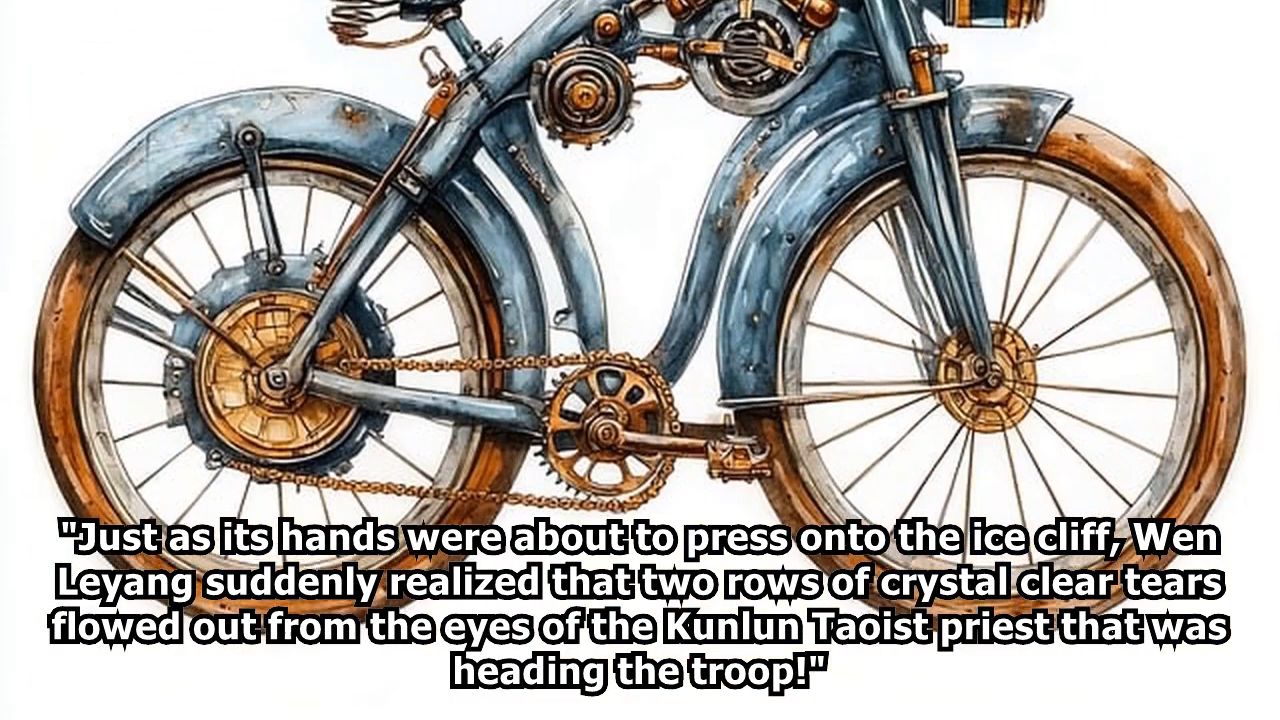 "Just as its hands were about to press onto the ice cliff, Wen
Leyang suddenly realized that two rows of crystal clear tears
flowed out from the eyes of the Kunlun Taoist priest that was
heading the troop!"